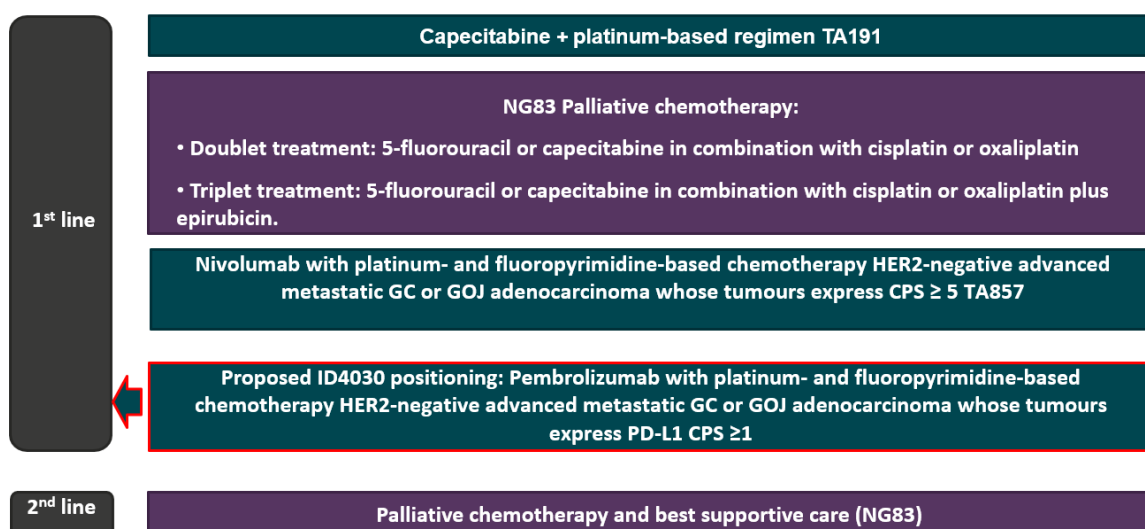 Capecitabine + platinum-based regimen TA191
NG83 Palliative chemotherapy:
• Doublet treatment: 5-fluorouracil or capecitabine in combination with cisplatin or oxaliplatin
• Triplet treatment: 5-fluorouracil or capecitabine in combination with cisplatin or oxaliplatin plus
epirubicin.
1st line
Nivolumab with platinum- and fluoropyrimidine-based chemotherapy HER2-negative advanced
metastatic GC or GOJ adenocarcinoma whose tumours express CPS ≥ 5 TA857
Proposed ID4030 positioning: Pembrolizumab with platinum- and fluoropyrimidine-based
chemotherapy HER2-negative advanced metastatic GC or GOJ adenocarcinoma whose tumours
express PD-L1 CPS ≥1
2nd line
Palliative chemotherapy and best supportive care (NG83)